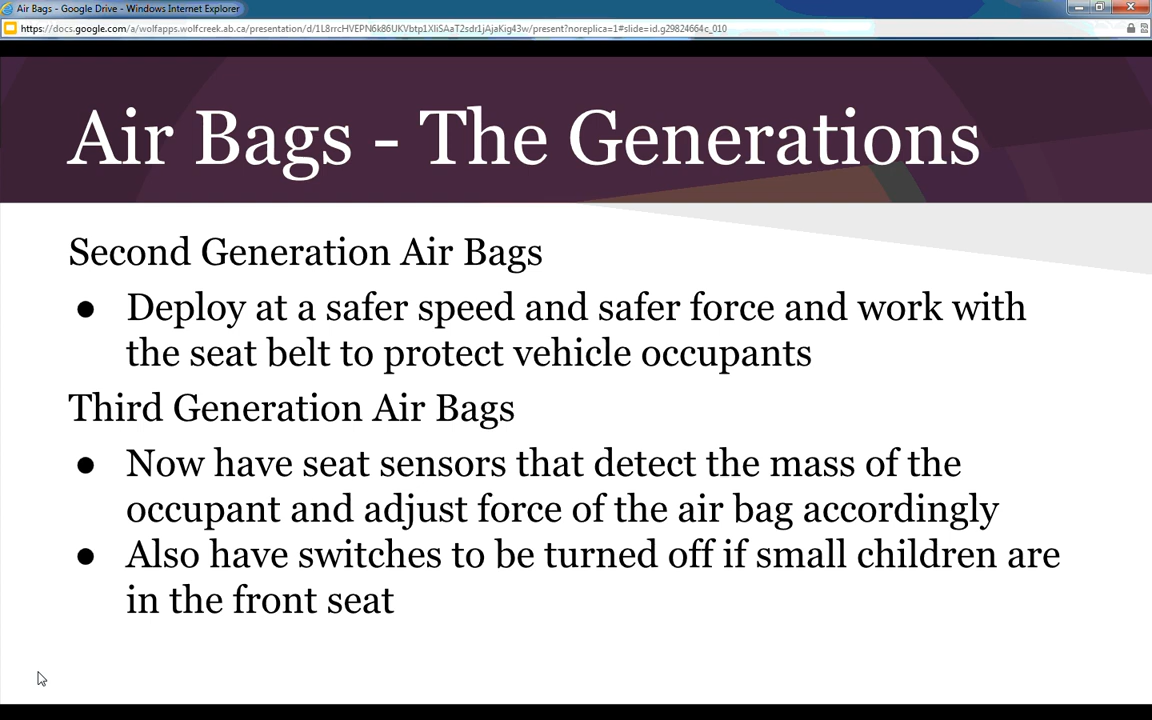 Air Bags - Google Drive - Windows Internet Explorer
https://docs.google.com/a/wolfapps.wolfcreek.ab.ca/presentation/d/1L8rrcHVEPN6k86UKVbtp1XIiSAaT2sdr1jAjaKig43w/present?noreplica=1#slide=id.g29824664c_010
Air Bags - The Generations
Second Generation Air Bags
● Deploy at a safer speed and safer force and work with
the seat belt to protect vehicle occupants
Third Generation Air Bags
● Now have seat sensors that detect the mass of the
occupant and adjust force of the air bag accordingly
● Also have switches to be turned off if small children are
in the front seat